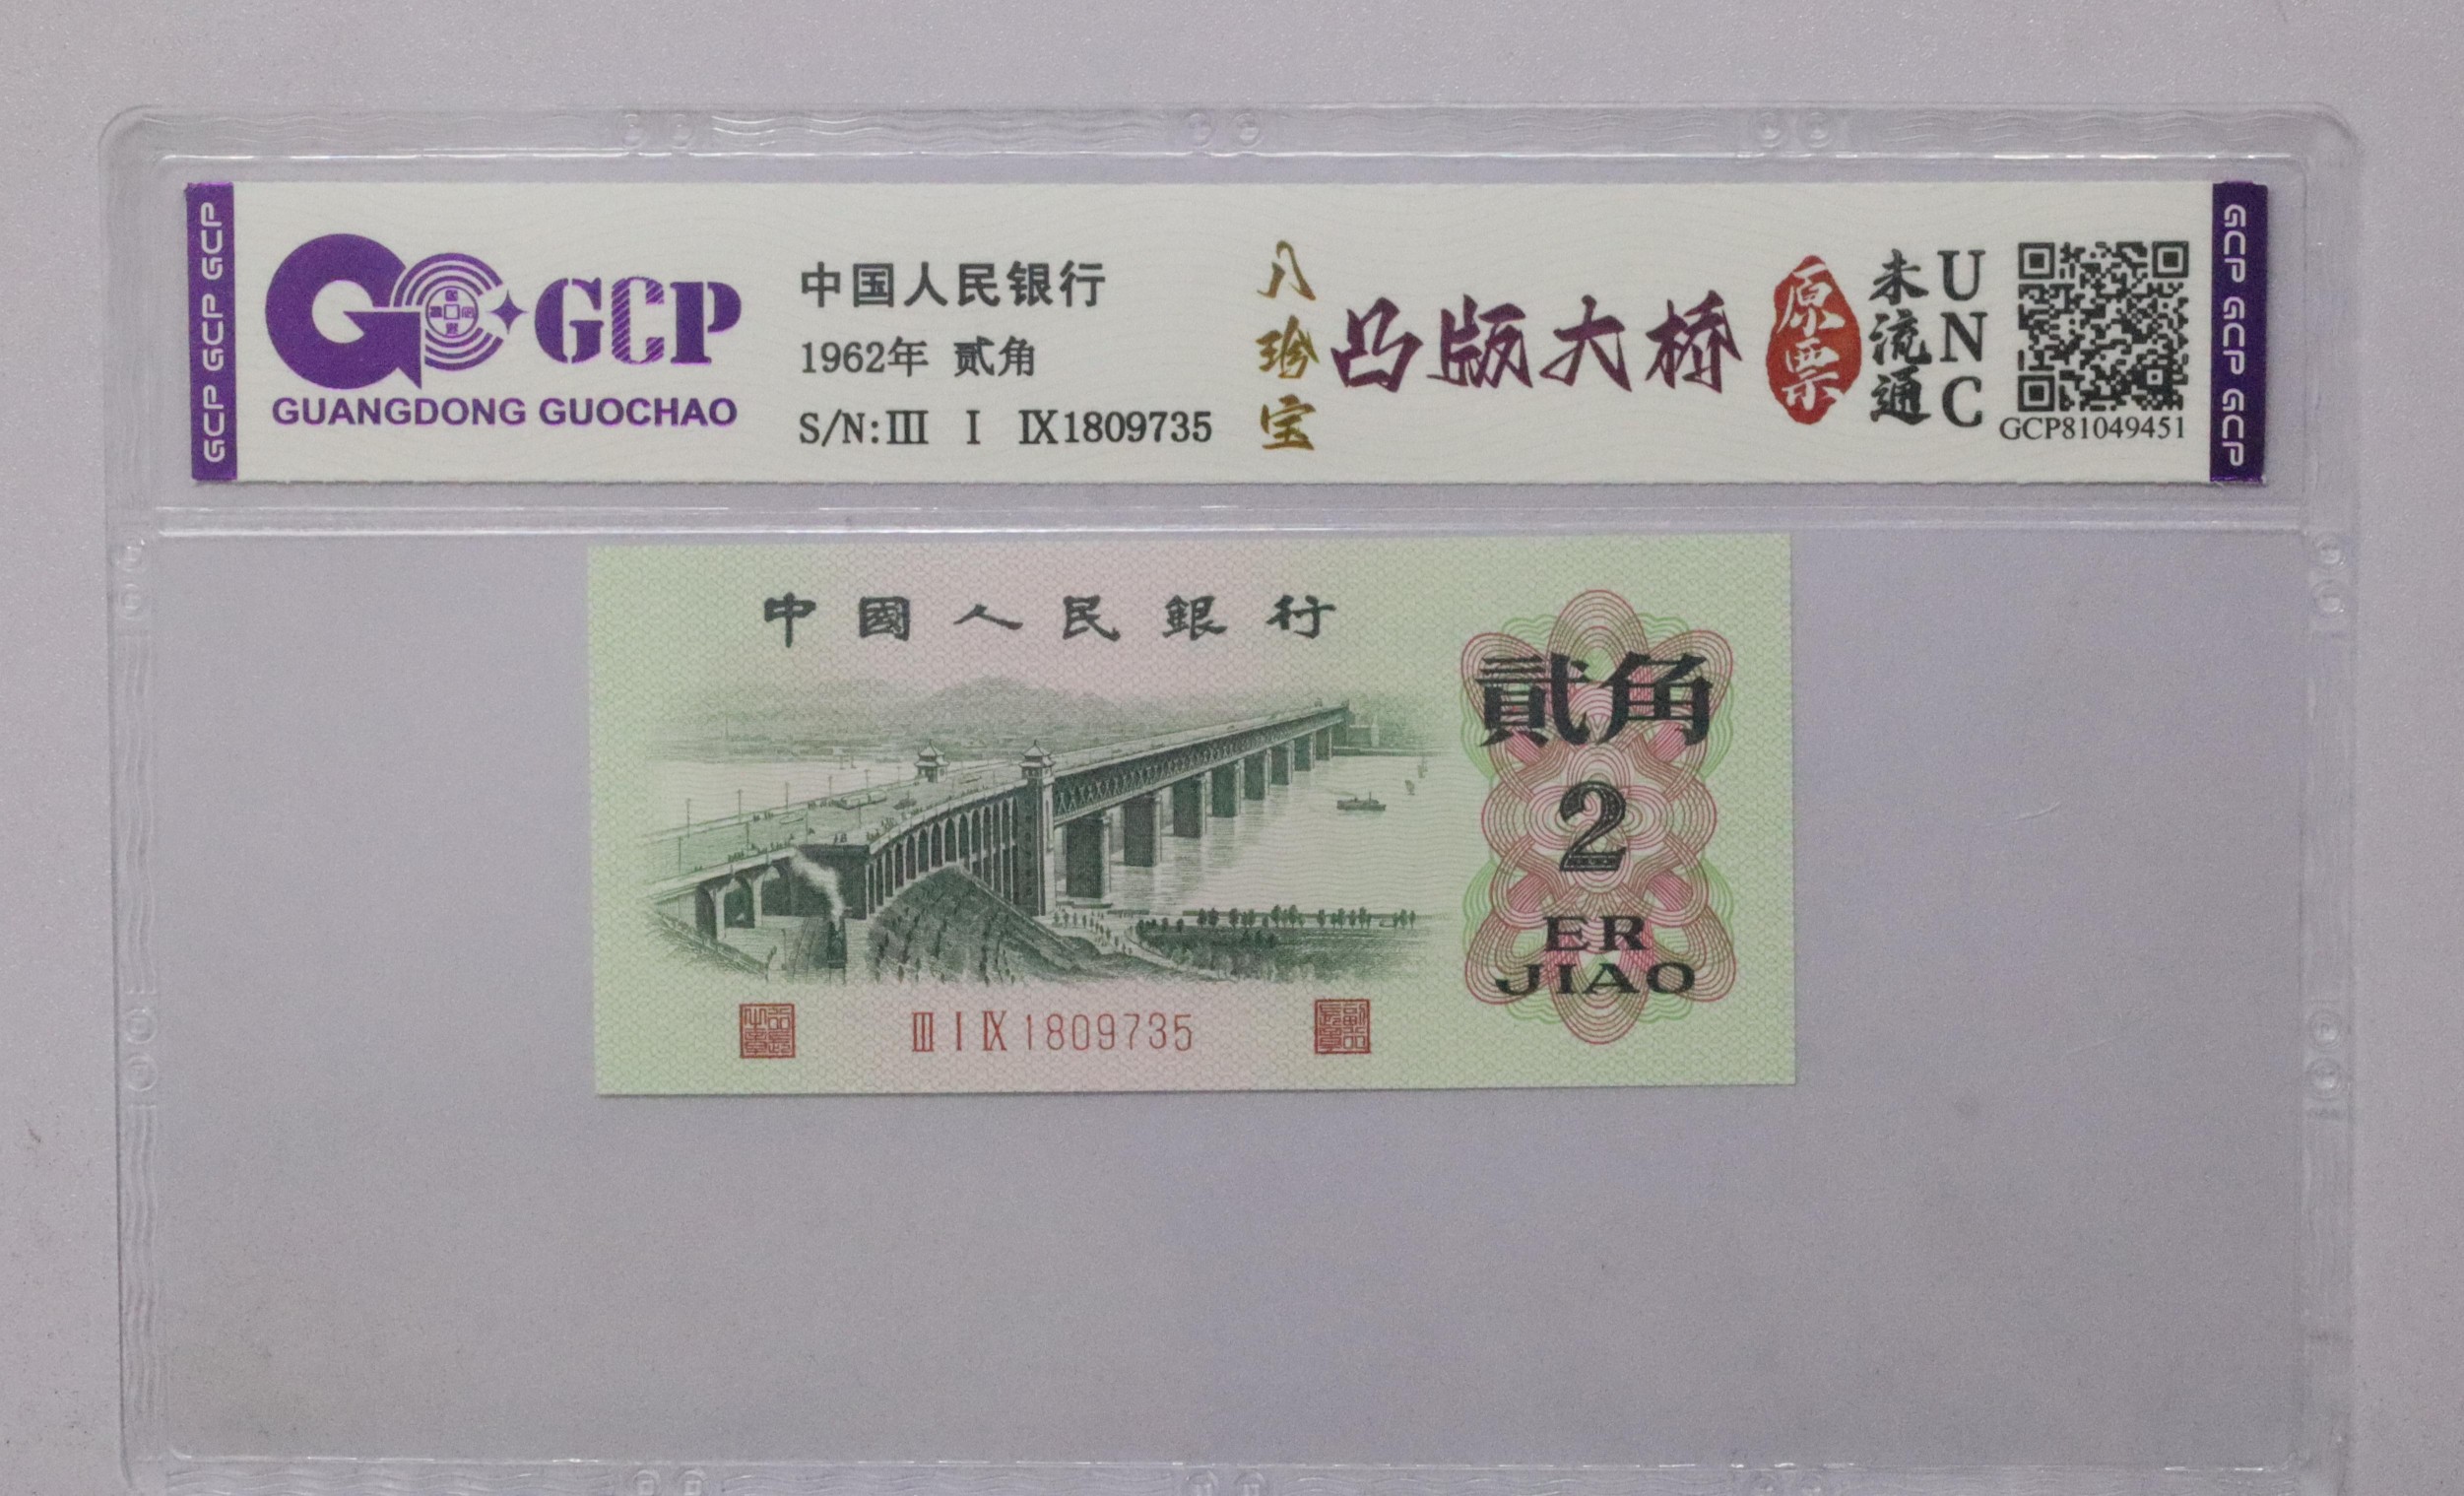 GCP GCP GCP
GCP
GUANGDONG GUOCHAO
中国人民银行
1962年 贰角
S/N:Ⅲ Ⅰ Ⅸ1809735
八珍宝
凸版大桥
原票
未流通
UNC
GCP81049451
GCP GCP GCP
中國人民銀行
貳角
2
ER
JIAO
Ⅲ Ⅰ Ⅸ 1809735